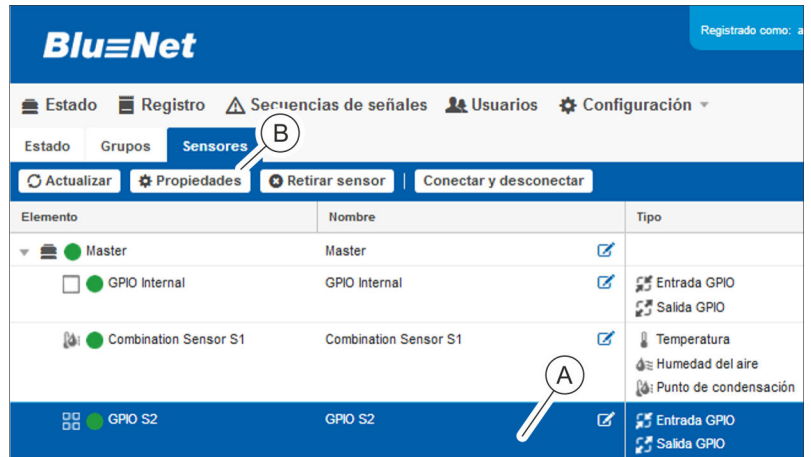 Blu≡Net
Registrado como: a
Estado Registro Secuencias de señales Usuarios Configuración
B
Estado Grupos Sensores
Actualizar Propiedades Retirar sensor | Conectar y desconectar
Elemento Nombre Tipo
Master Master
GPIO Internal GPIO Internal Entrada GPIO
Salida GPIO
Combination Sensor S1 Combination Sensor S1 Temperatura
Humedad del aire
A
Punto de condensación
GPIO S2 GPIO S2 Entrada GPIO
Salida GPIO